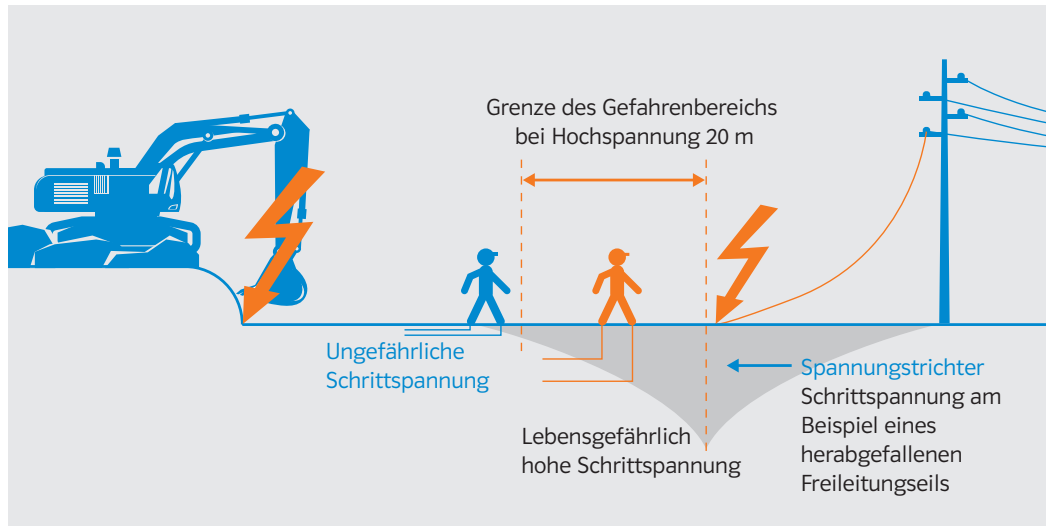 Grenze des Gefahrenbereichs
bei Hochspannung 20 m
Ungefährliche
Schrittspannung
Lebensgefährlich
hohe Schrittspannung
Spannungstrichter
Schrittspannung am
Beispiel eines
herabgefallenen
Freileitungseils